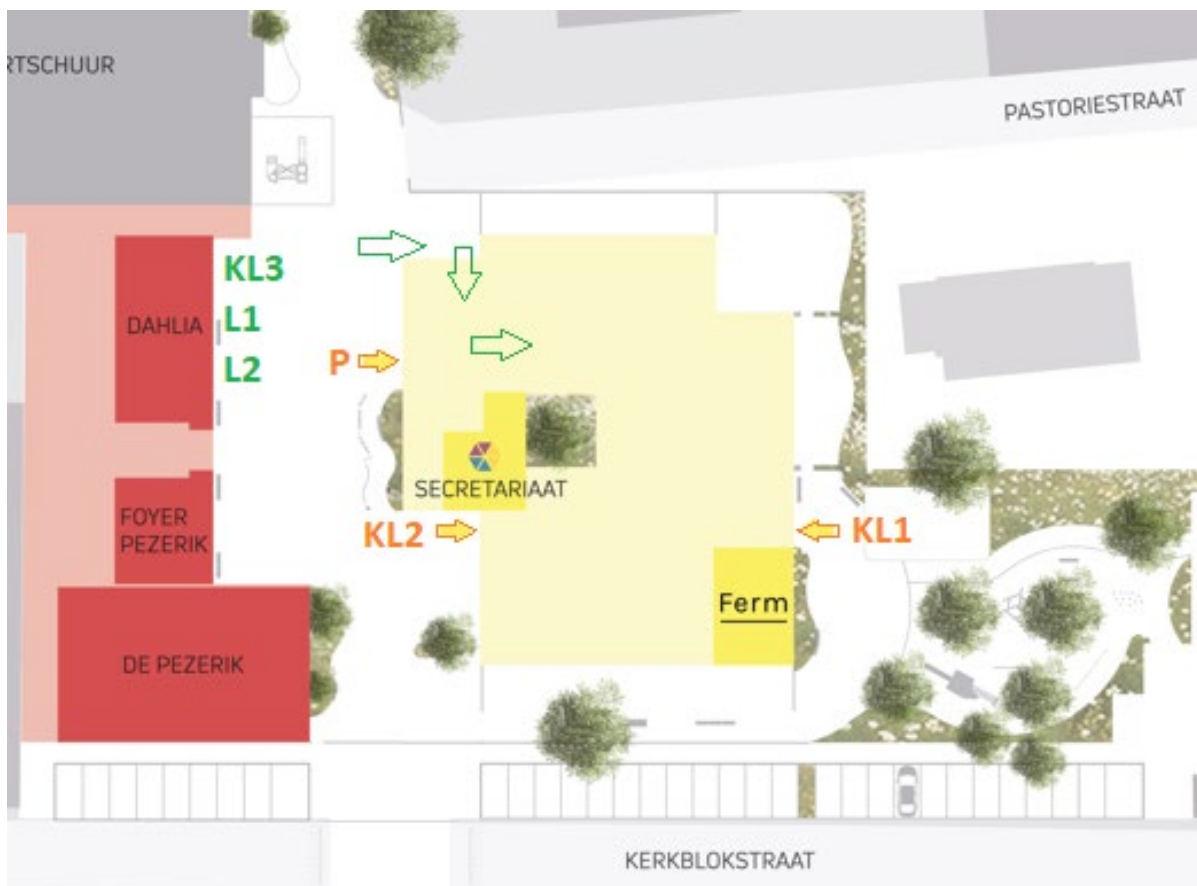 RTSCHUUR
PASTORIESTRAAT
KL3
DAHLIA
L1
L2
P
SECRETARIAAT
FOYER
PEZERIK
KL2
KL1
Ferm
DE PEZERIK
KERKBLOKSTRAAT